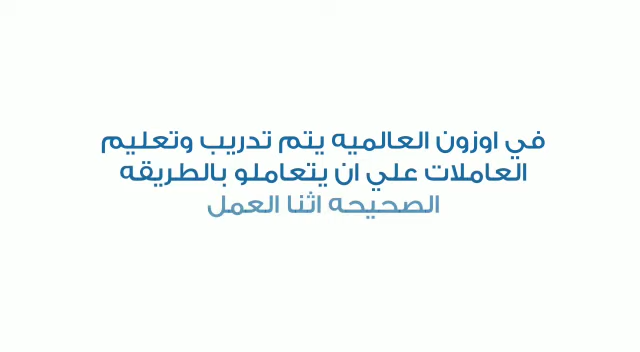 في اوزون العالميه يتم تدريب وتعليم
العاملات علي ان يتعاملو بالطريقه
الصحيحه اثنا العمل